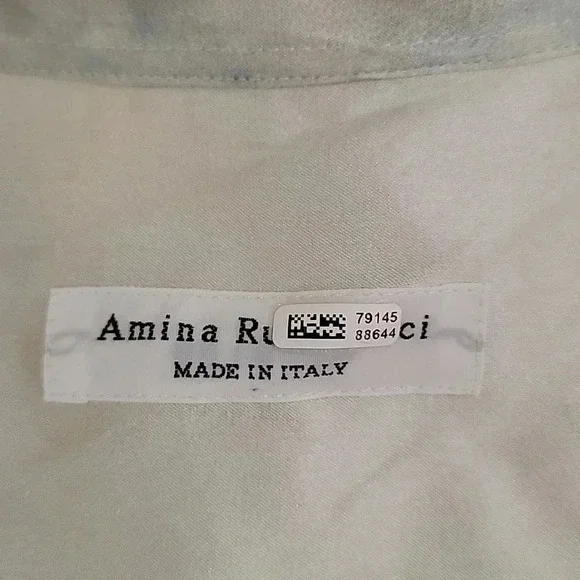 Amina Ru ci
79145
88644
MADE IN ITALY